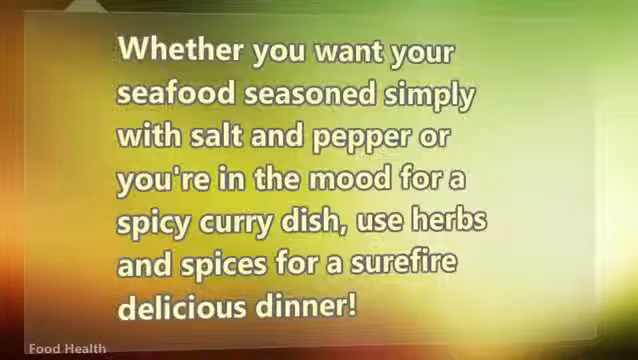 Whether you want your
seafood seasoned simply
with salt and pepper or
you're in the mood for a
spicy curry dish, use herbs
and spices for a surefire
delicious dinner!
Food Health